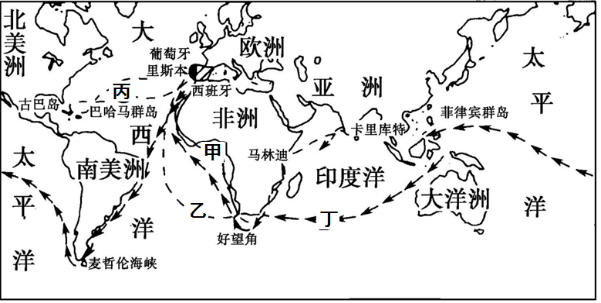 北美洲
大
西
洋
葡萄牙
里斯本
西班牙
欧洲
亚洲
太平洋
古巴岛
丙
巴哈马群岛
非洲
甲
马林迪
卡里库特
菲律宾群岛
南美洲
太平洋
印度洋
大洋洲
乙
丁
好望角
麦哲伦海峡